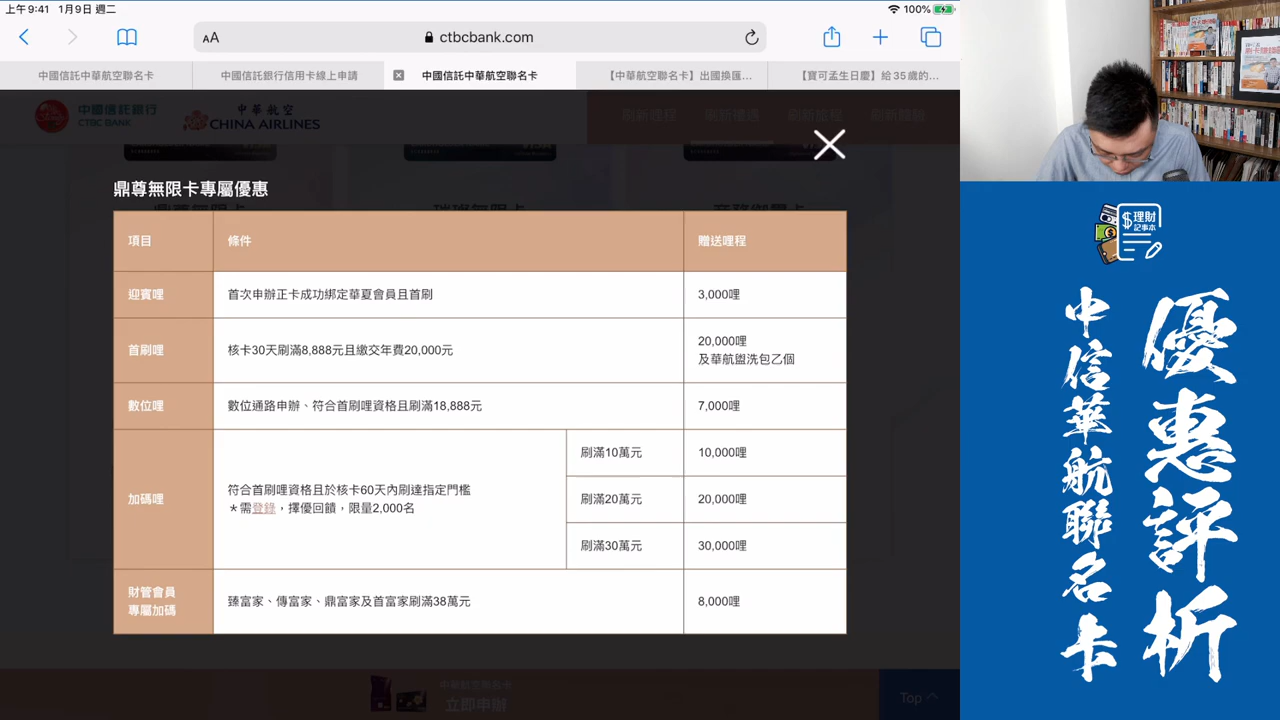 上午9:41 1月9日 週二
100%
AA
ctbcbank.com
中國信託中華航空聯名卡
中國信託銀行信用卡線上申請
中國信託中華航空聯名卡
【中華航空聯名卡】出國換匯...
【寶可孟生日慶】給35歲的...
中國信託銀行
CTBC BANK
中華航空
CHINA AIRLINES
鼎尊無限卡專屬優惠
項目
條件
贈送哩程
迎賓哩
首次申辦正卡成功綁定華夏會員且首刷
3,000哩
首刷哩
核卡30天刷滿8,888元且繳交年費20,000元
20,000哩
及華航盥洗包乙個
數位哩
數位通路申辦、符合首刷哩資格且刷滿18,888元
7,000哩
加碼哩
符合首刷哩資格且於核卡60天內刷達指定門檻
＊需登錄，擇優回饋，限量2,000名
刷滿10萬元
10,000哩
刷滿20萬元
20,000哩
刷滿30萬元
30,000哩
財管會員
專屬加碼
臻富家、傳富家、鼎富家及首富家刷滿38萬元
8,000哩
中華航空聯名卡
立即申辦
Top
$理財
記事本
優惠評析
中信華航聯名卡